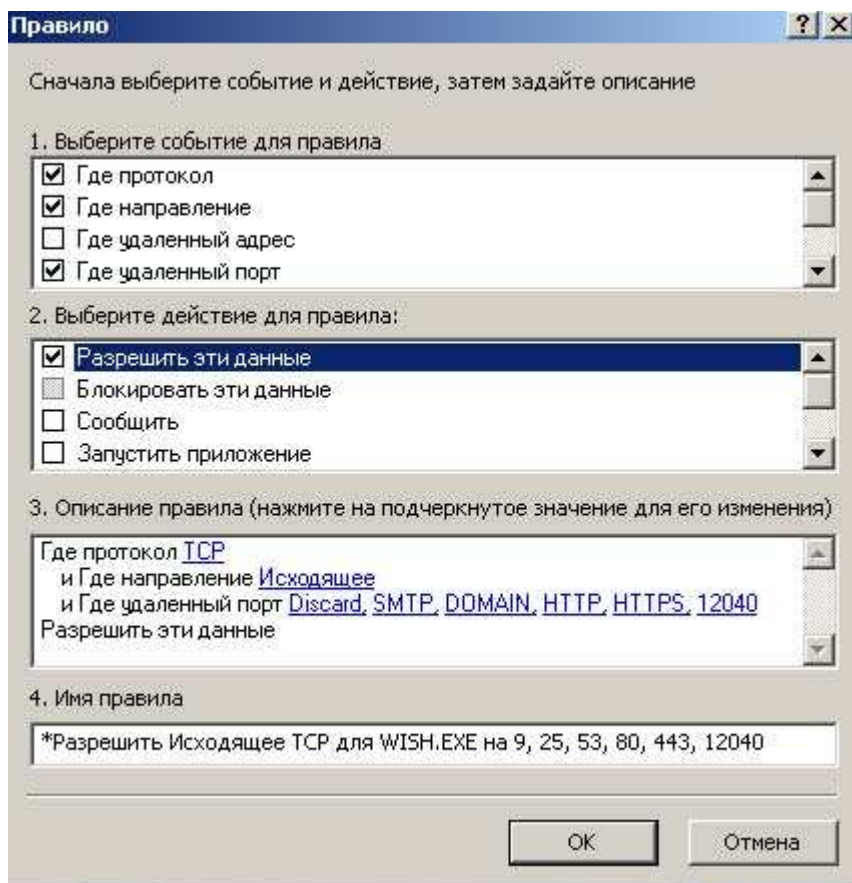 Правило
Сначала выберите событие и действие, затем задайте описание
1. Выберите событие для правила
Где протокол
Где направление
Где удаленный адрес
Где удаленный порт
2. Выберите действие для правила:
Разрешить эти данные
Блокировать эти данные
Сообщить
Запустить приложение
3. Описание правила (нажмите на подчеркнутое значение для его изменения)
Где протокол TCP
и Где направление Исходящее
и Где удаленный порт Discard, SMTP, DOMAIN, HTTP, HTTPS, 12040
Разрешить эти данные
4. Имя правила
*Разрешить Исходящее TCP для WISH.EXE на 9, 25, 53, 80, 443, 12040
OK Отмена